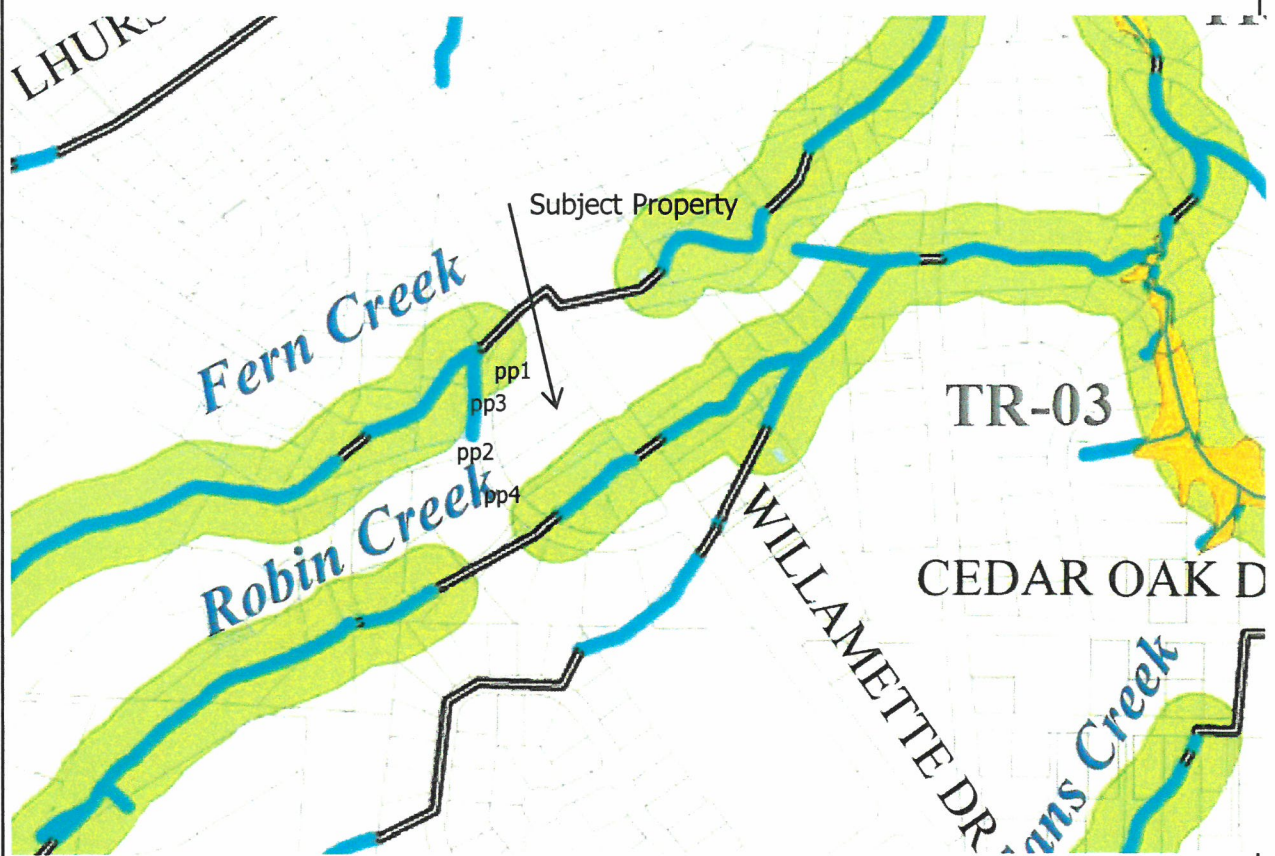 LHURS
Subject Property
Fern Creek
pp1
pp3
TR-03
pp2
pp4
Robin Creek
WILLAMETTE DR
CEDAR OAK D
ans Creek